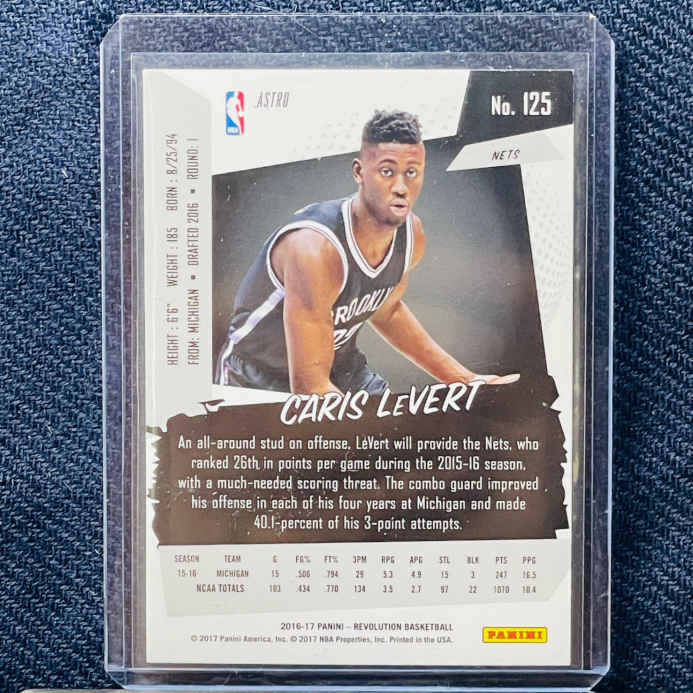 ASTRO
No. 125
NETS
NBA
HEIGHT: 6'6" WEIGHT: 185 BORN: 8/25/94
FROM: MICHIGAN ■ DRAFTED 2016 ■ ROUND: 1
BROOKLYN
CARIS LeVERT
An all-around stud on offense, LeVert will provide the Nets, who
ranked 26th in points per game during the 2015-16 season,
with a much-needed scoring threat. The combo guard improved
his offense in each of his four years at Michigan and made
40.1-percent of his 3-point attempts.
SEASON TEAM G FG% FT% 3PM RPG APG STL BLK PTS PPG
15-16 MICHIGAN 15 .506 .794 29 5.3 4.9 15 3 247 16.5
NCAA TOTALS 103 .434 .770 134 3.5 2.7 97 22 1070 10.4
2016-17 PANINI – REVOLUTION BASKETBALL
© 2017 Panini America, Inc. © 2017 NBA Properties, Inc. Printed in the USA.
PANINI